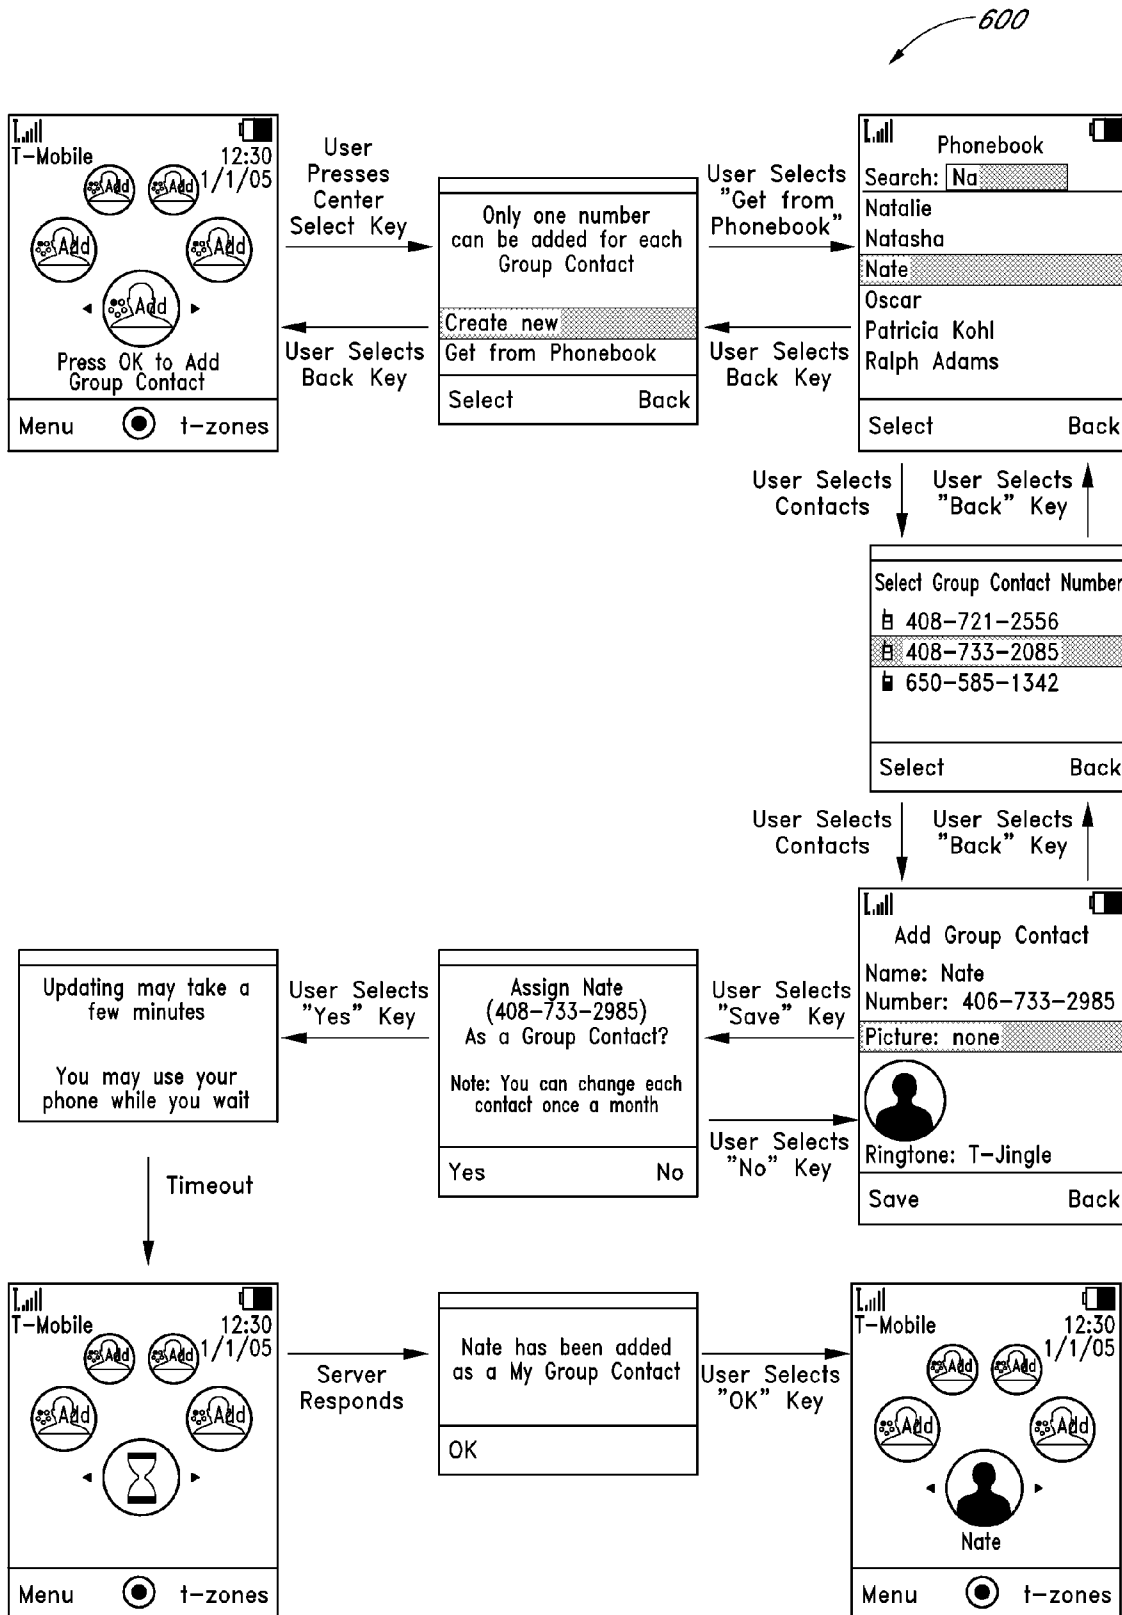 600
T-Mobile
12:30
1/1/05
Add
Add
Add
Add
Add
Press OK to Add
Group Contact
Menu
t-zones
User
Presses
Center
Select Key
User Selects
Back Key
Only one number
can be added for each
Group Contact
Create new
Get from Phonebook
Select
Back
User Selects
"Get from
Phonebook"
User Selects
Back Key
Phonebook
Search: Na
Natalie
Natasha
Nate
Oscar
Patricia Kohl
Ralph Adams
Select
Back
User Selects
Contacts
User Selects
"Back" Key
Select Group Contact Number
408-721-2556
408-733-2085
650-585-1342
Select
Back
User Selects
Contacts
User Selects
"Back" Key
Add Group Contact
Name: Nate
Number: 406-733-2985
Picture: none
Ringtone: T-Jingle
Save
Back
User Selects
"Save" Key
User Selects
"No" Key
Assign Nate
(408-733-2985)
As a Group Contact?
Note: You can change each
contact once a month
Yes
No
User Selects
"Yes" Key
Updating may take a
few minutes
You may use your
phone while you wait
Timeout
T-Mobile
12:30
1/1/05
Add
Add
Add
Add
Menu
t-zones
Server
Responds
Nate has been added
as a My Group Contact
OK
User Selects
"OK" Key
T-Mobile
12:30
1/1/05
Add
Add
Add
Add
Nate
Menu
t-zones